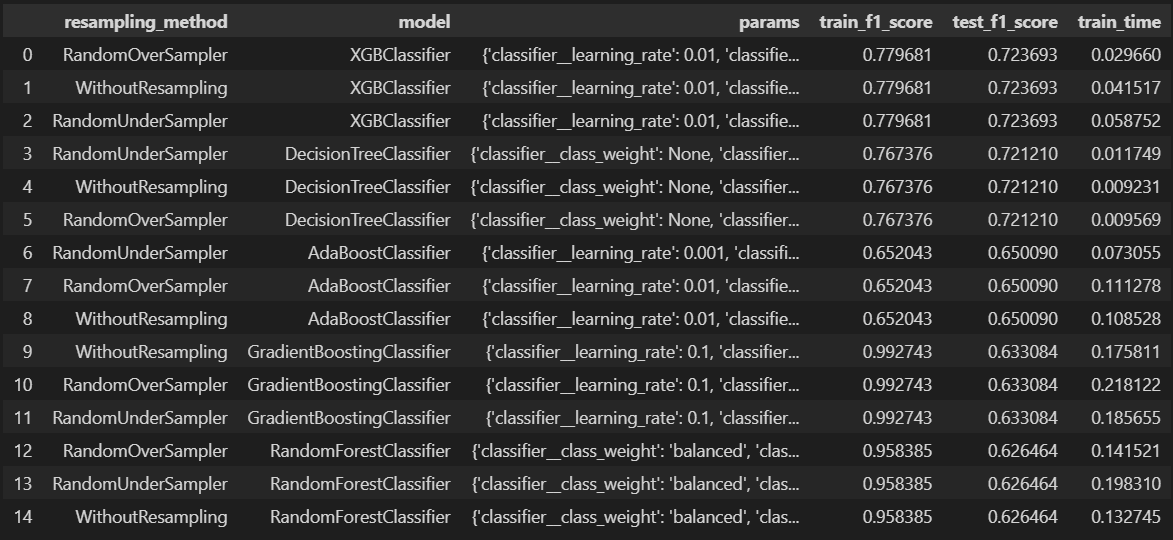 resampling_method model params train_f1_score test_f1_score train_time
0 RandomOverSampler XGBClassifier {'classifier__learning_rate': 0.01, 'classifie... 0.779681 0.723693 0.029660
1 WithoutResampling XGBClassifier {'classifier__learning_rate': 0.01, 'classifie... 0.779681 0.723693 0.041517
2 RandomUnderSampler XGBClassifier {'classifier__learning_rate': 0.01, 'classifie... 0.779681 0.723693 0.058752
3 RandomUnderSampler DecisionTreeClassifier {'classifier__class_weight': None, 'classifier... 0.767376 0.721210 0.011749
4 WithoutResampling DecisionTreeClassifier {'classifier__class_weight': None, 'classifier... 0.767376 0.721210 0.009231
5 RandomOverSampler DecisionTreeClassifier {'classifier__class_weight': None, 'classifier... 0.767376 0.721210 0.009569
6 RandomUnderSampler AdaBoostClassifier {'classifier__learning_rate': 0.001, 'classifi... 0.652043 0.650090 0.073055
7 RandomOverSampler AdaBoostClassifier {'classifier__learning_rate': 0.01, 'classifie... 0.652043 0.650090 0.111278
8 WithoutResampling AdaBoostClassifier {'classifier__learning_rate': 0.01, 'classifie... 0.652043 0.650090 0.108528
9 WithoutResampling GradientBoostingClassifier {'classifier__learning_rate': 0.1, 'classifier... 0.992743 0.633084 0.175811
10 RandomOverSampler GradientBoostingClassifier {'classifier__learning_rate': 0.1, 'classifier... 0.992743 0.633084 0.218122
11 RandomUnderSampler GradientBoostingClassifier {'classifier__learning_rate': 0.1, 'classifier... 0.992743 0.633084 0.185655
12 RandomOverSampler RandomForestClassifier {'classifier__class_weight': 'balanced', 'clas... 0.958385 0.626464 0.141521
13 RandomUnderSampler RandomForestClassifier {'classifier__class_weight': 'balanced', 'clas... 0.958385 0.626464 0.198310
14 WithoutResampling RandomForestClassifier {'classifier__class_weight': 'balanced', 'clas... 0.958385 0.626464 0.132745